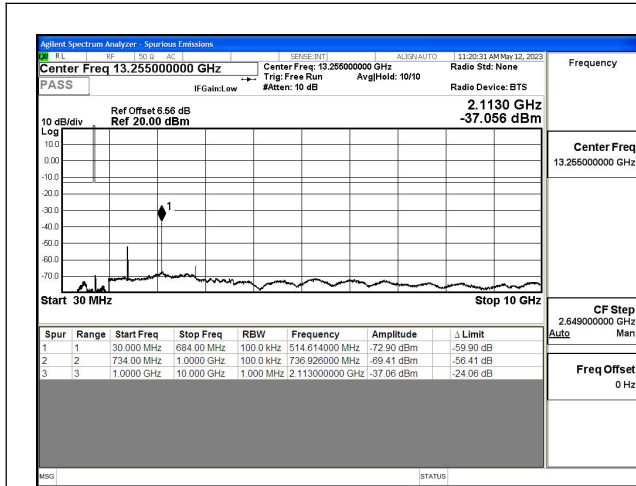 Agilent Spectrum Analyzer - Spurious Emissions
RL RF 50 Ω AC SENSE:INT ALIGN AUTO 11:20:31 AM May 12, 2023
Center Freq 13.255000000 GHz
Center Freq: 13.255000000 GHz
Radio Std: None
Frequency
PASS
IFGain:Low
Trig: Free Run Avg|Hold: 10/10
#Atten: 10 dB
Radio Device: BTS
Ref Offset 6.56 dB
2.1130 GHz
10 dB/div Ref 20.00 dBm
-37.056 dBm
Log
10.0
0.00
-10.0
-20.0
-30.0
-40.0
-50.0
-60.0
-70.0
1
Start 30 MHz Stop 10 GHz
Center Freq
13.255000000 GHz
CF Step
2.649000000 GHz
Auto Man
Freq Offset
0 Hz
Spur Range Start Freq Stop Freq RBW Frequency Amplitude Δ Limit
1 1 30.000 MHz 684.00 MHz 100.0 kHz 514.614000 MHz -72.90 dBm -59.90 dB
2 2 734.00 MHz 1.0000 GHz 100.0 kHz 736.926000 MHz -69.41 dBm -56.41 dB
3 3 1.0000 GHz 10.000 GHz 1.000 MHz 2.113000000 GHz -37.06 dBm -24.06 dB
MSG STATUS